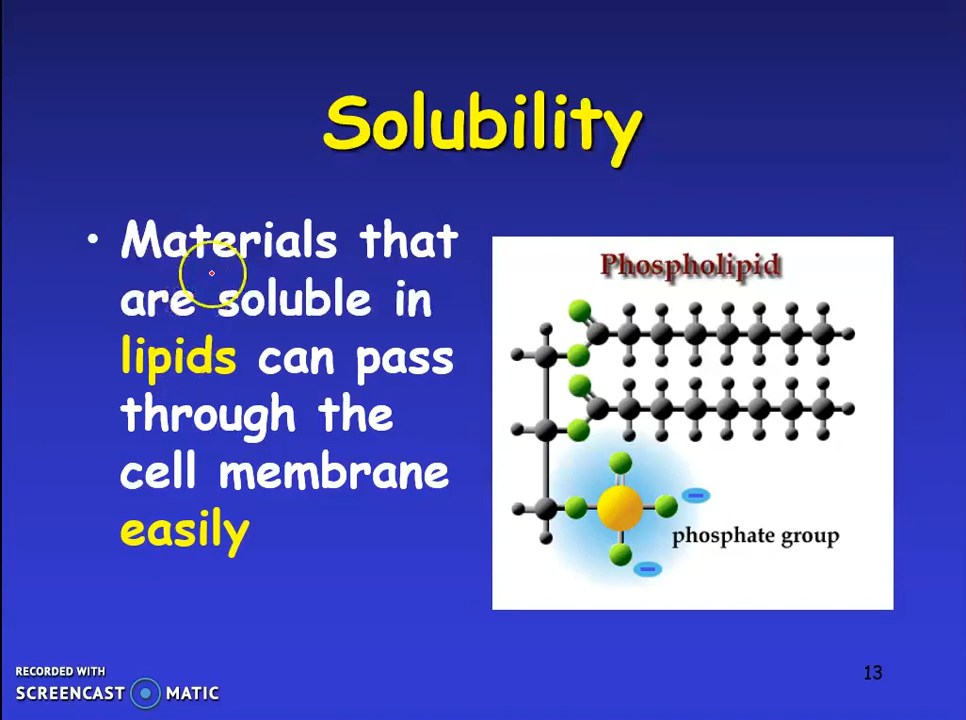 Solubility
• Materials that
are soluble in
lipids can pass
through the
cell membrane
easily
Phospholipid
phosphate group
RECORDED WITH
SCREENCAST MATIC
13